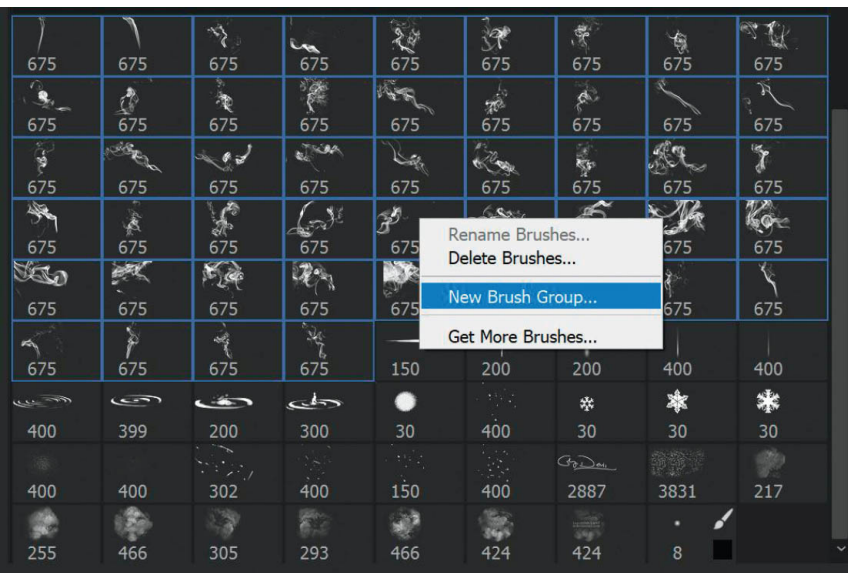 675 675 675 675 675 675 675 675 675
675 675 675 675 675 675 675 675 675
675 675 675 675 675 675 675 675 675
675 675 675 675 675 675 675
Rename Brushes...
Delete Brushes...
675 675 675 675 675 675 675
New Brush Group...
Get More Brushes...
675 675 675 675 150 200 200 400 400
400 399 200 300 30 400 30 30 30
400 400 302 400 150 400 2887 3831 217
255 466 305 293 466 424 424 8